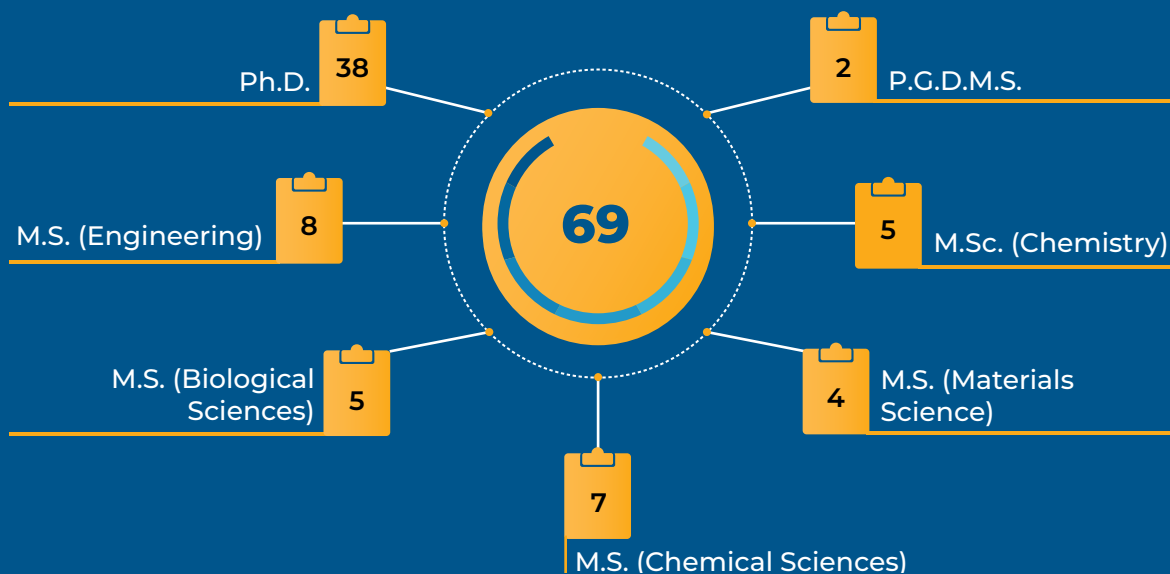 38
Ph.D.
2
P.G.D.M.S.
8
M.S. (Engineering)
69
5
M.Sc. (Chemistry)
M.S. (Biological
Sciences)
5
4
M.S. (Materials
Science)
7
M.S. (Chemical Sciences)